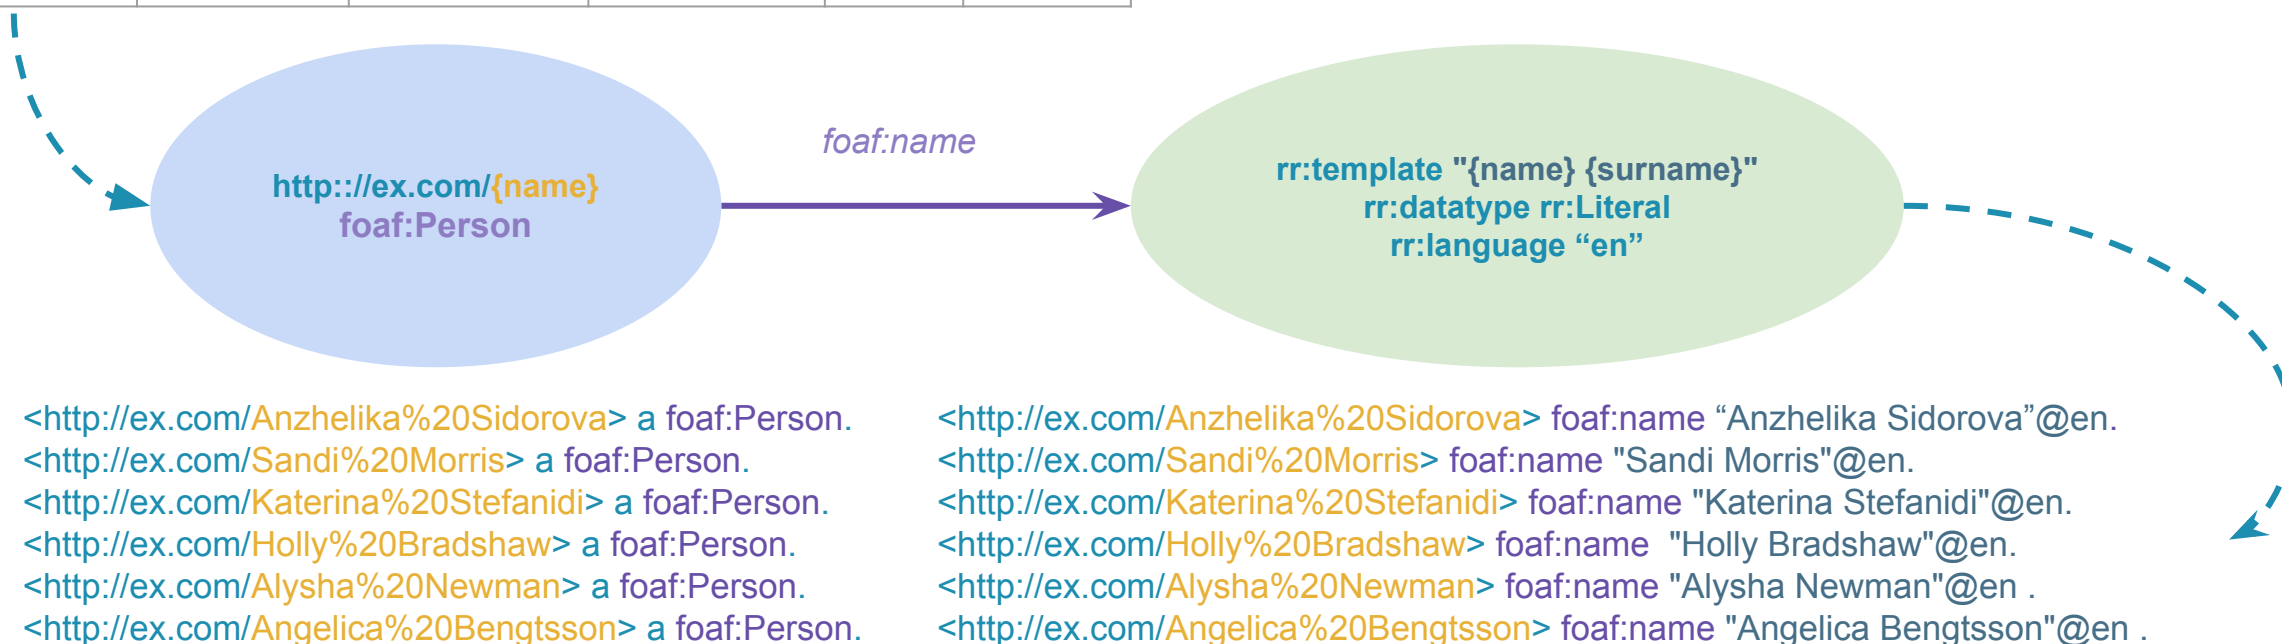 foaf:name
http:://ex.com/{name}
foaf:Person
rr:template "{name} {surname}"
rr:datatype rr:Literal
rr:language “en”
<http://ex.com/Anzhelika%20Sidorova> a foaf:Person.
<http://ex.com/Sandi%20Morris> a foaf:Person.
<http://ex.com/Katerina%20Stefanidi> a foaf:Person.
<http://ex.com/Holly%20Bradshaw> a foaf:Person.
<http://ex.com/Alysha%20Newman> a foaf:Person.
<http://ex.com/Angelica%20Bengtsson> a foaf:Person.
<http://ex.com/Anzhelika%20Sidorova> foaf:name “Anzhelika Sidorova”@en.
<http://ex.com/Sandi%20Morris> foaf:name "Sandi Morris"@en.
<http://ex.com/Katerina%20Stefanidi> foaf:name "Katerina Stefanidi"@en.
<http://ex.com/Holly%20Bradshaw> foaf:name  "Holly Bradshaw"@en.
<http://ex.com/Alysha%20Newman> foaf:name "Alysha Newman"@en .
<http://ex.com/Angelica%20Bengtsson> foaf:name "Angelica Bengtsson"@en .